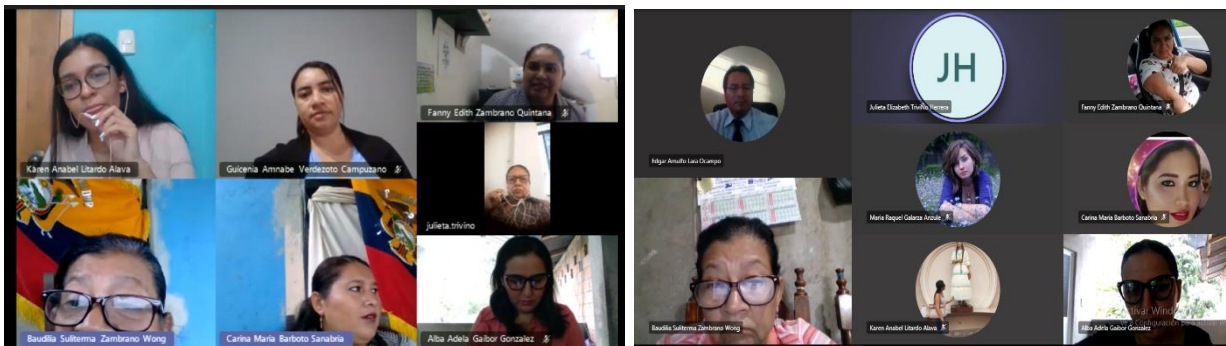 Karen Anabel Litardo Alava
Guicenia Amnabe Verdezoto Campuzano
Fanny Edith Zambrano Quintana
julieta.trivino
Baudilia Suliterma Zambrano Wong
Carina Maria Barboto Sanabria
Alba Adela Gaibor Gonzalez
JH
Edgar Arnulfo Lara Ocampo
Julieta Elizabeth Triviño Herrera
Fanny Edith Zambrano Quintana
Maria Raquel Galarza Anzule
Carina Maria Barboto Sanabria
Baudilia Suliterma Zambrano Wong
Karen Anabel Litardo Alava
Alba Adela Gaibor Gonzalez